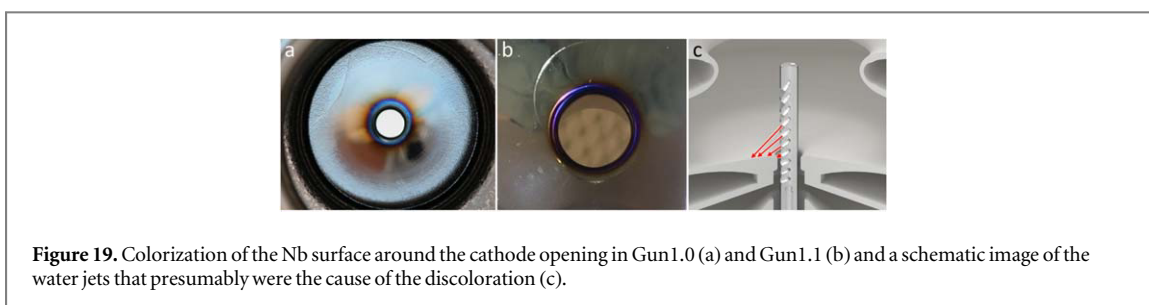 a
b
c
Figure 19. Colorization of the Nb surface around the cathode opening in Gun1.0 (a) and Gun1.1 (b) and a schematic image of the
water jets that presumably were the cause of the discoloration (c).